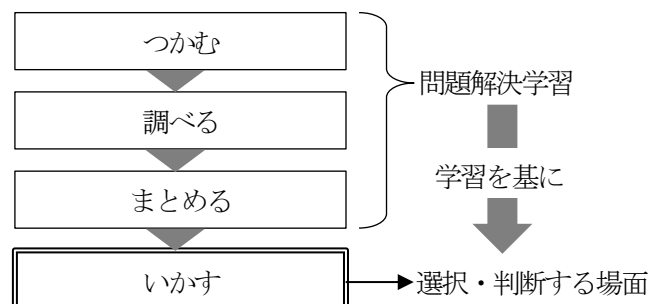 つかむ
調べる
まとめる
いかす
問題解決学習
学習を基に
選択・判断する場面